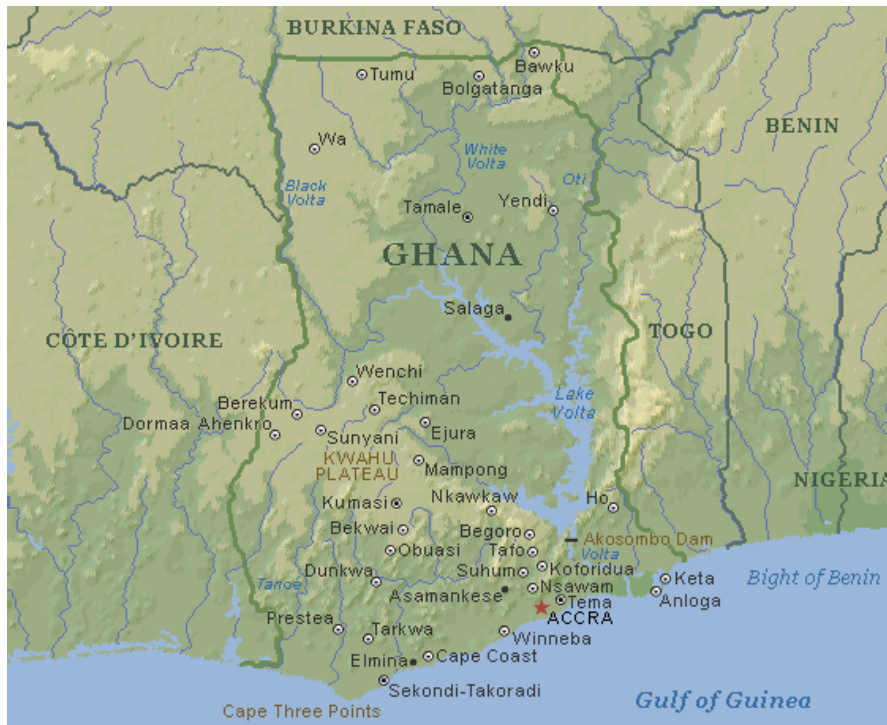 BURKINA FASO
Bawku
Tumu
Bolgatanga
BENIN
Wa
White
Volta
Black
Volta
Oti
Tamale
Yendi
GHANA
Salaga
TOGO
CÔTE D'IVOIRE
Wenchi
Lake
Volta
Berekum
Techiman
Dormaa Ahenkro
Sunyani
Ejura
KWAHU
PLATEAU
Mampong
NIGERIA
Kumasi
Nkawkaw
Ho
Bekwai
Begoro
Akosombo Dam
Obuasi
Tafo
Volta
Tanoé
Dunkwa
Suhum
Koforidua
Bight of Benin
Keta
Asamankese
Nsawam
Anloga
Tema
ACCRA
Prestea
Tarkwa
Winneba
Elmina
Cape Coast
Sekondi-Takoradi
Gulf of Guinea
Cape Three Points